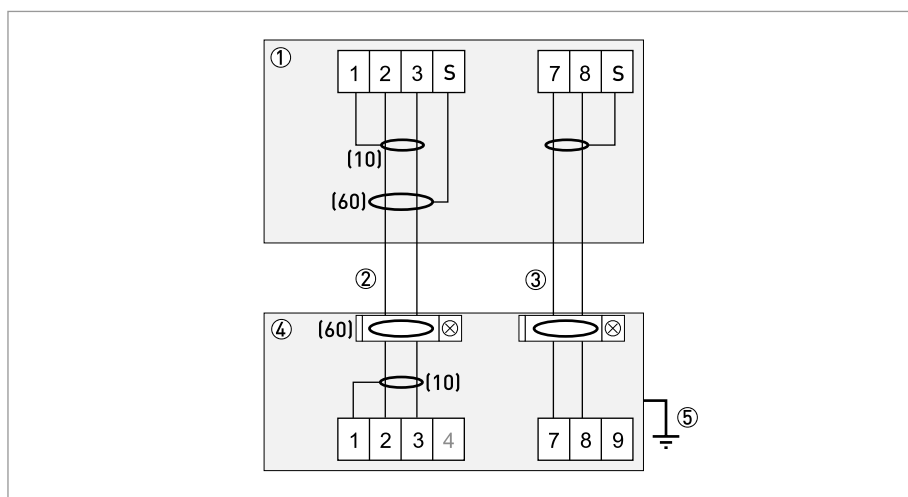 ①
1 2 3 S
7 8 S
(10)
(60)
②
③
④
(60)
(10)
⑤
1 2 3 4
7 8 9